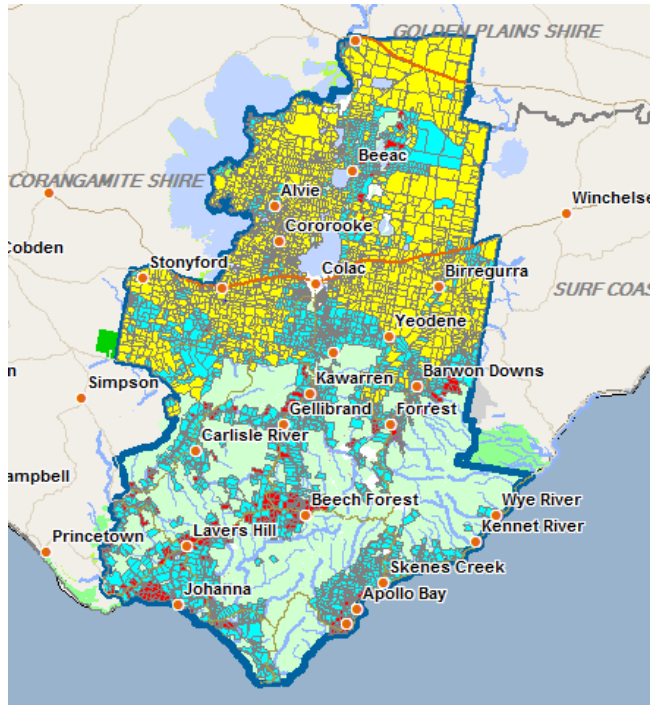 GOLDEN PLAINS SHIRE
Beeac
CORANGAMITE SHIRE
Alvie
Winchelse
Cororooke
Cobden
Stonyford
Colac
Birregurra
SURF COAS
Yeodene
n
Simpson
Kawarren
Barwon Downs
Gellibrand
Forrest
Carlisle River
ampbell
Beech Forest
Wye River
Princetown
Lavers Hill
Kennet River
Skenes Creek
Johanna
Apollo Bay